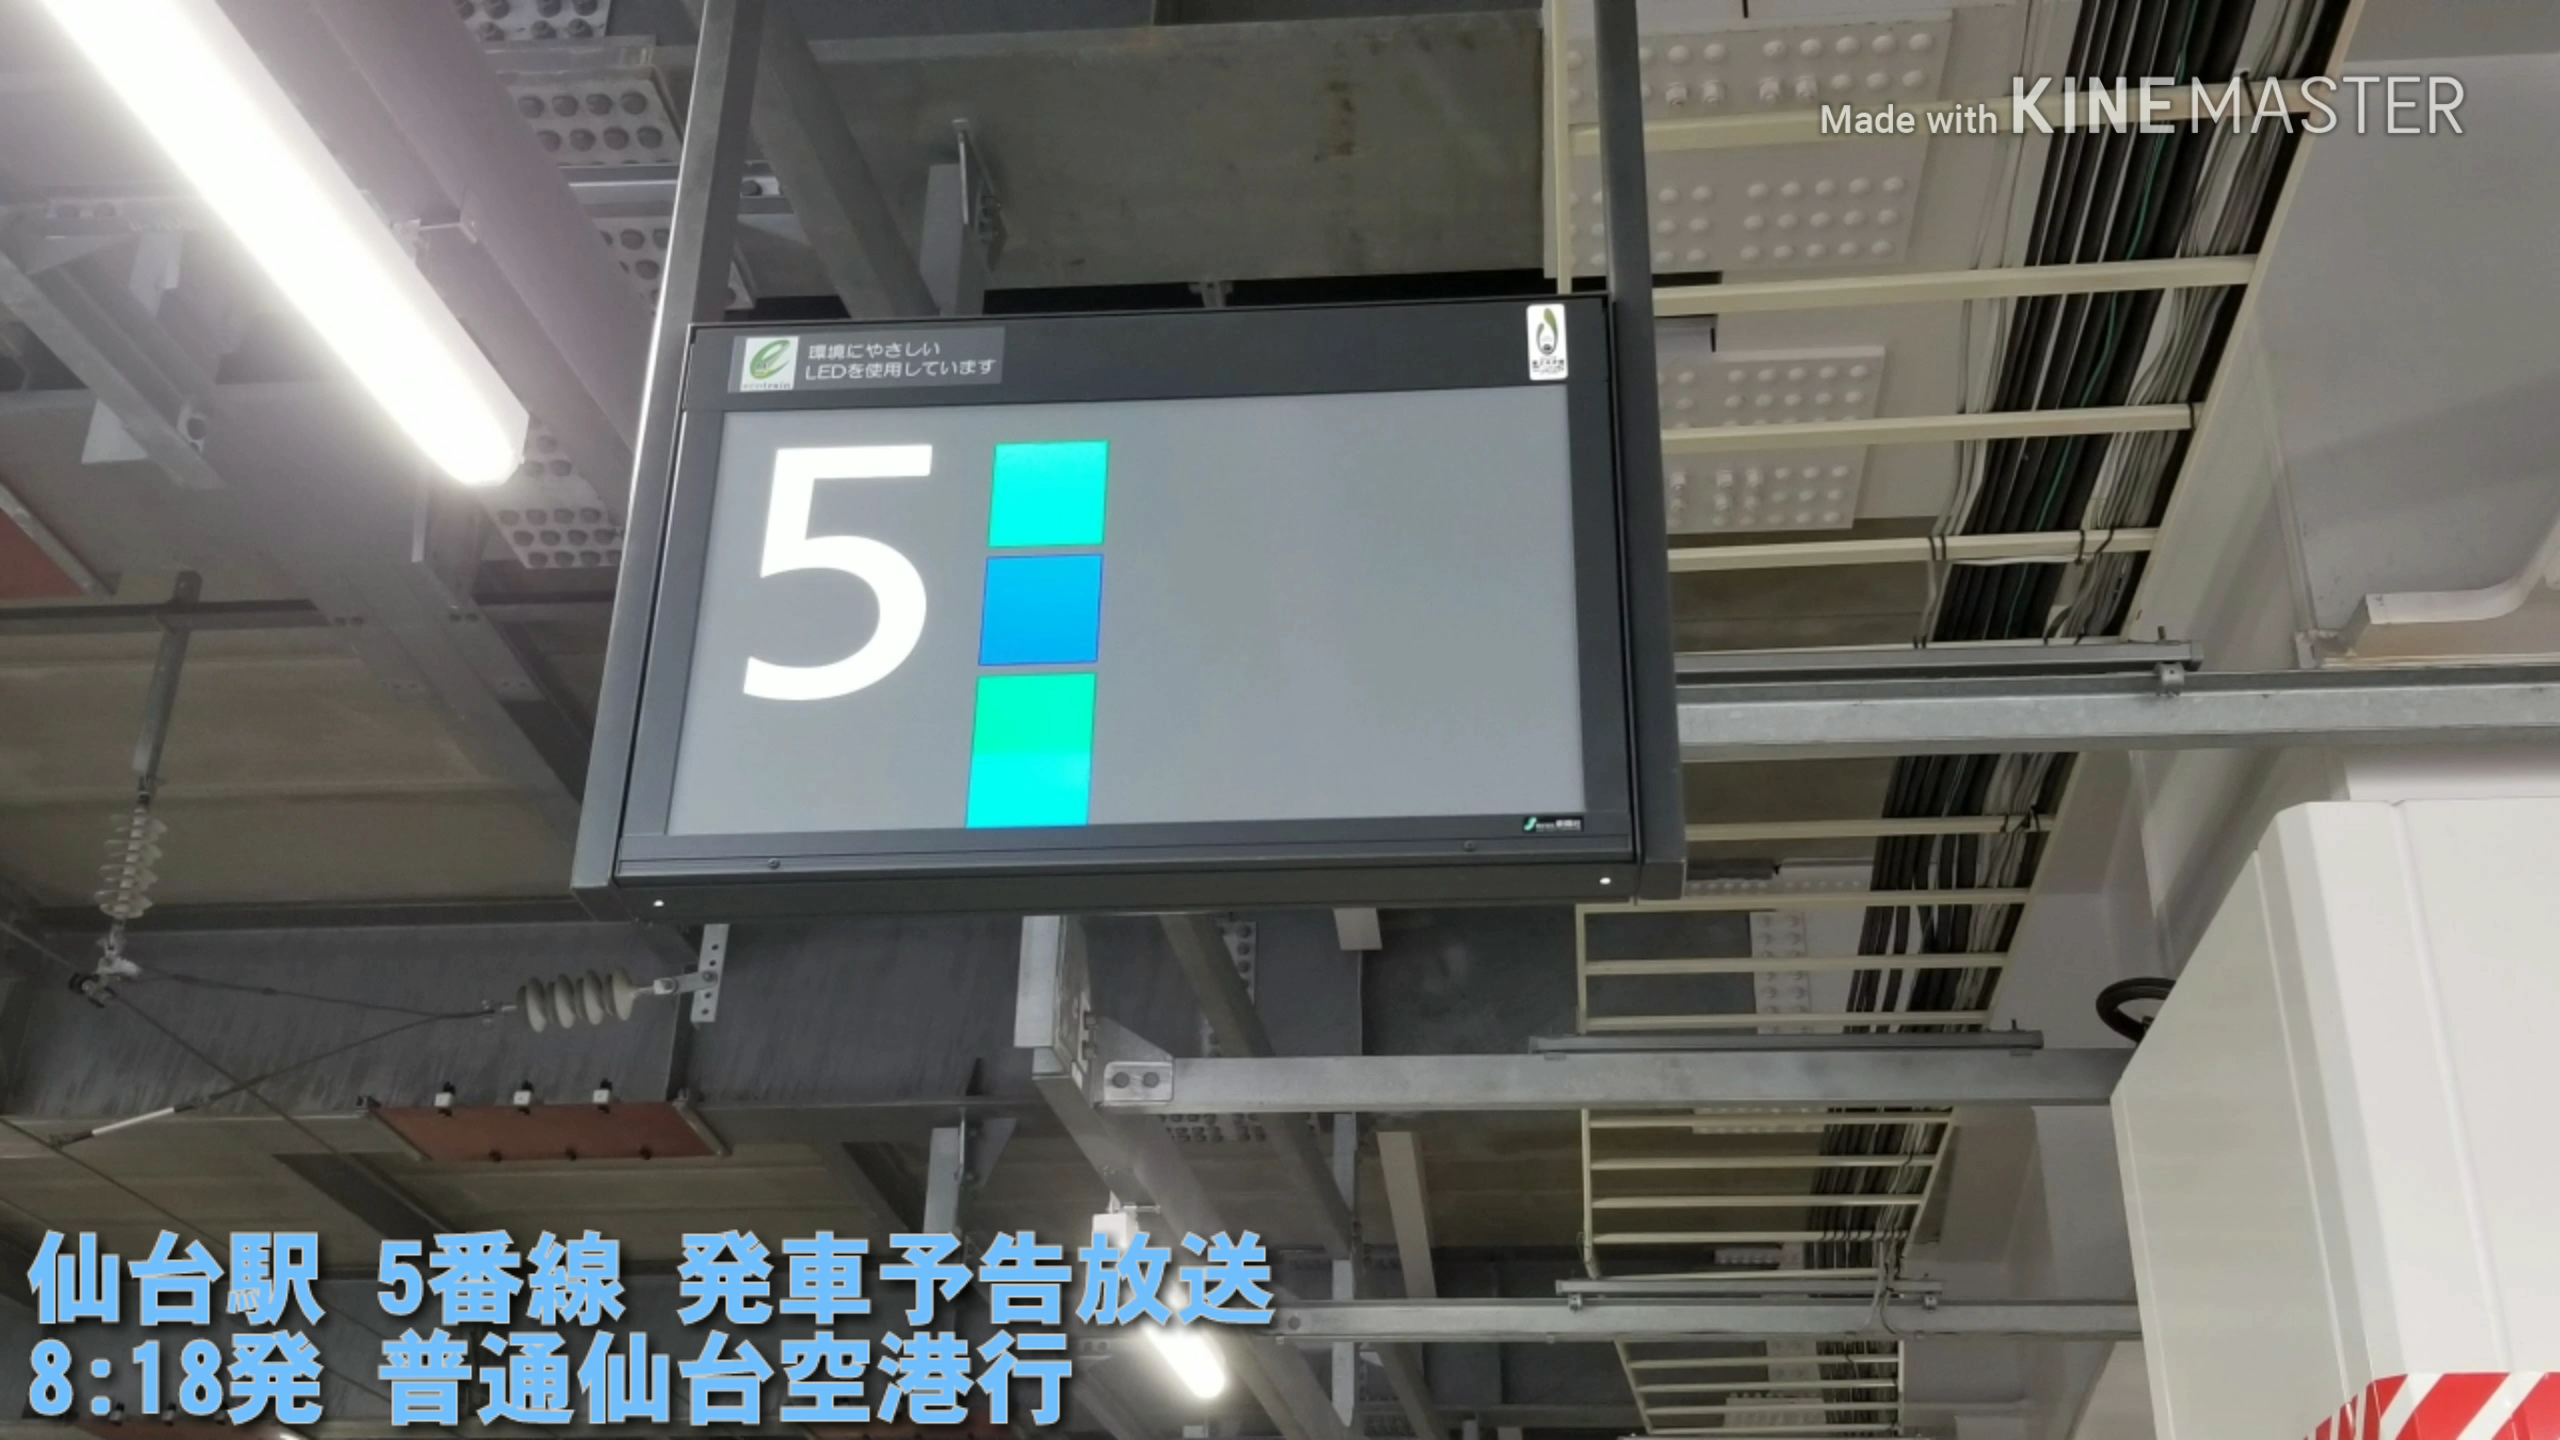 Made with KINEMASTER
環境にやさしい
LEDを使用しています
ecotrain
5
仙台駅 5番線 発車予告放送
8:18発 普通仙台空港行